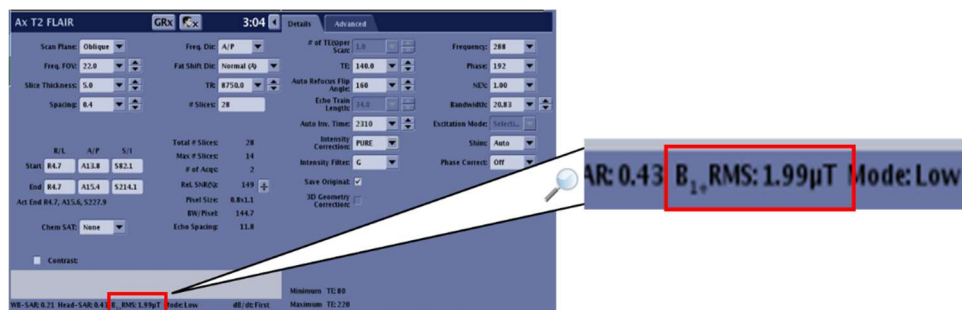 Ax T2 FLAIR GRx 3:04 Details Advanced
Scan Plane: Oblique Freq. Dir: A/P # of TE(s)per Scan: 1.0 Frequency: 288
Freq. FOV: 22.0 Fat Shift Dir: Normal (A) TE: 140.0 Phase: 192
Slice Thickness: 5.0 TR: 8750.0 Auto Refocus Flip Angle: 160 NEX: 1.00
Spacing: 0.4 # Slices: 28 Echo Train Length: 34.0 Bandwidth: 20.83
Auto Inv. Time: 2310 Excitation Mode: Selecti...
R/L A/P S/I Total # Slices: 28 Intensity Correction: PURE Shim: Auto
Start R4.7 A13.8 S82.1 Max # Slices: 14 Intensity Filter: G Phase Correct: Off
# of Acqs: 2
End R4.7 A15.4 S214.1 Rel. SNR(%): 149 Save Original:
Act End R4.7, A15.6, S227.9 Pixel Size: 0.8x1.1 3D Geometry Correction:
BW/Pixel: 144.7
Chem SAT: None Echo Spacing: 11.8
Contrast:
Minimum TE: 80
WB-SAR: 0.21 Head-SAR: 0.43 B1+RMS: 1.99µT Mode: Low dB/dt: First Maximum TE: 220
AR: 0.43 B1+RMS: 1.99µT Mode: Low